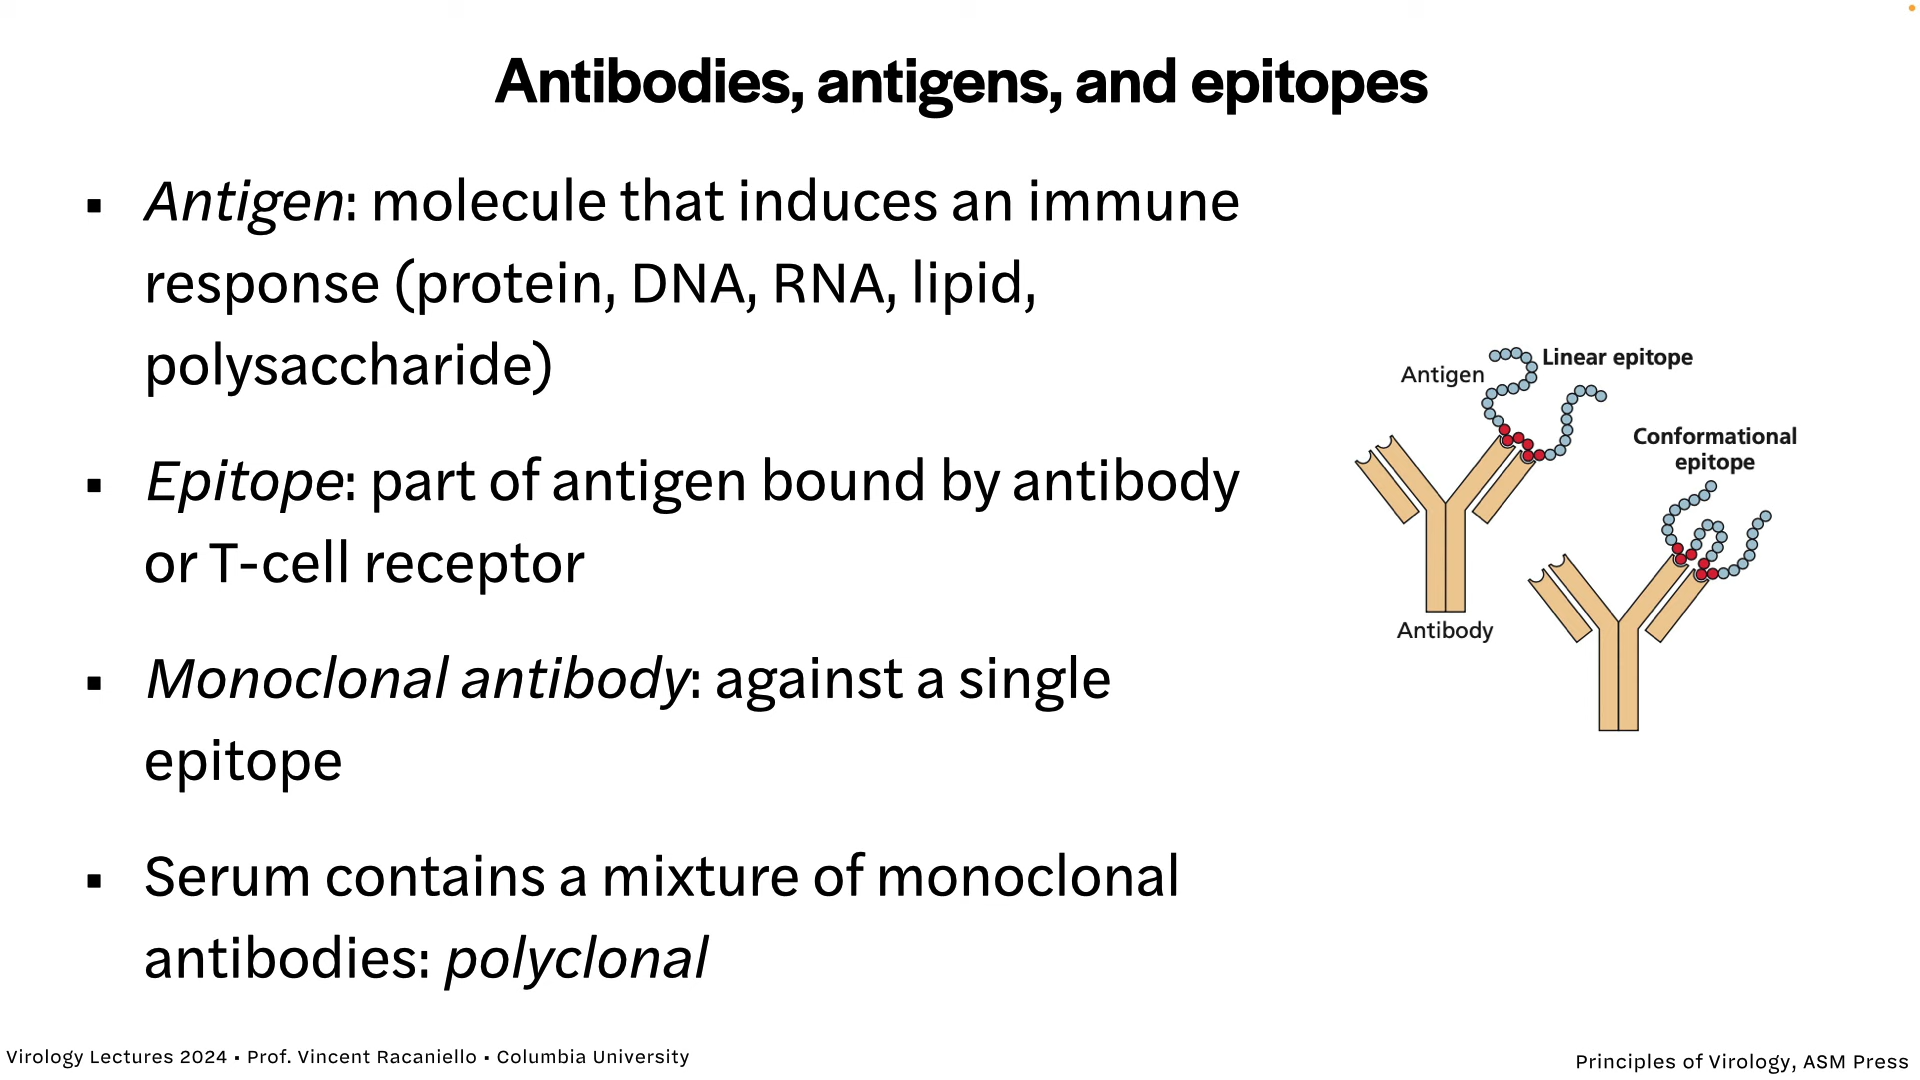 Antibodies, antigens, and epitopes
▪ Antigen: molecule that induces an immune
response (protein, DNA, RNA, lipid,
polysaccharide)
▪ Epitope: part of antigen bound by antibody
or T-cell receptor
▪ Monoclonal antibody: against a single
epitope
▪ Serum contains a mixture of monoclonal
antibodies: polyclonal
Linear epitope
Antigen
Conformational
epitope
Antibody
Virology Lectures 2024 • Prof. Vincent Racaniello • Columbia University
Principles of Virology, ASM Press